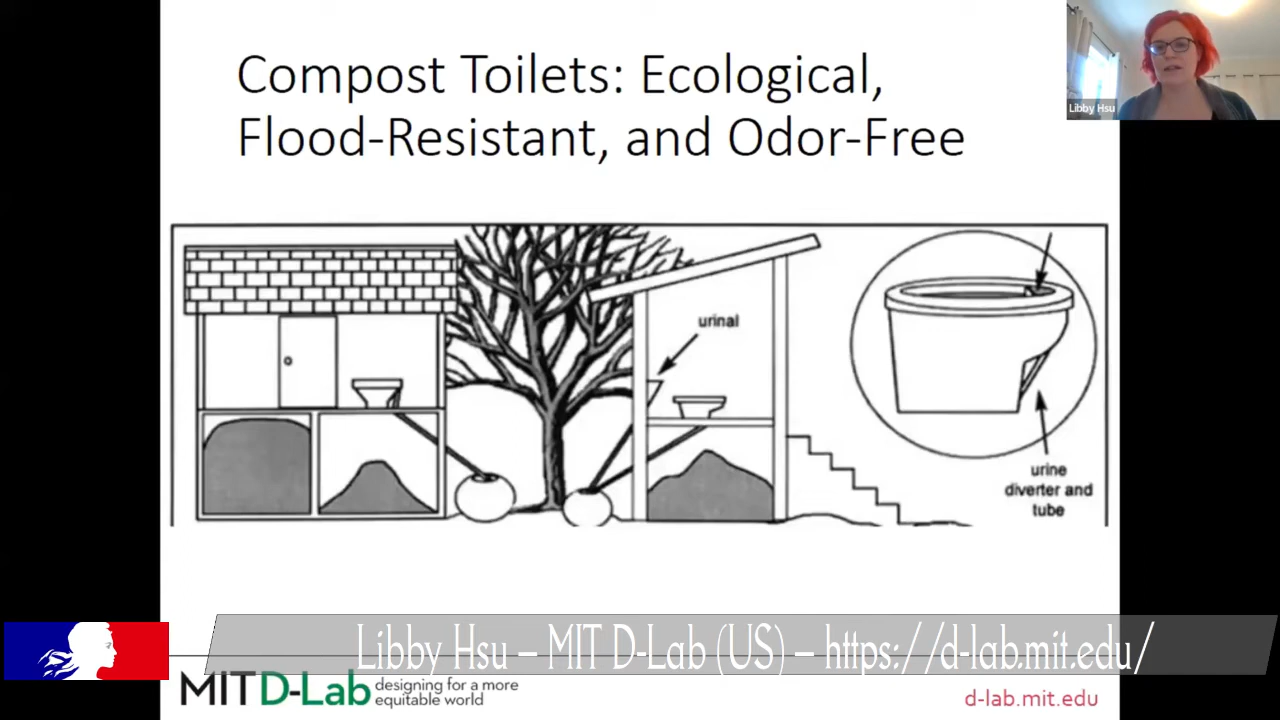 Compost Toilets: Ecological,
Flood-Resistant, and Odor-Free
Libby Hsu
urinal
urine
diverter and
tube
Libby Hsu – MIT D-Lab (US) – https://d-lab.mit.edu/
MIT D-Lab
designing for a more
equitable world
d-lab.mit.edu